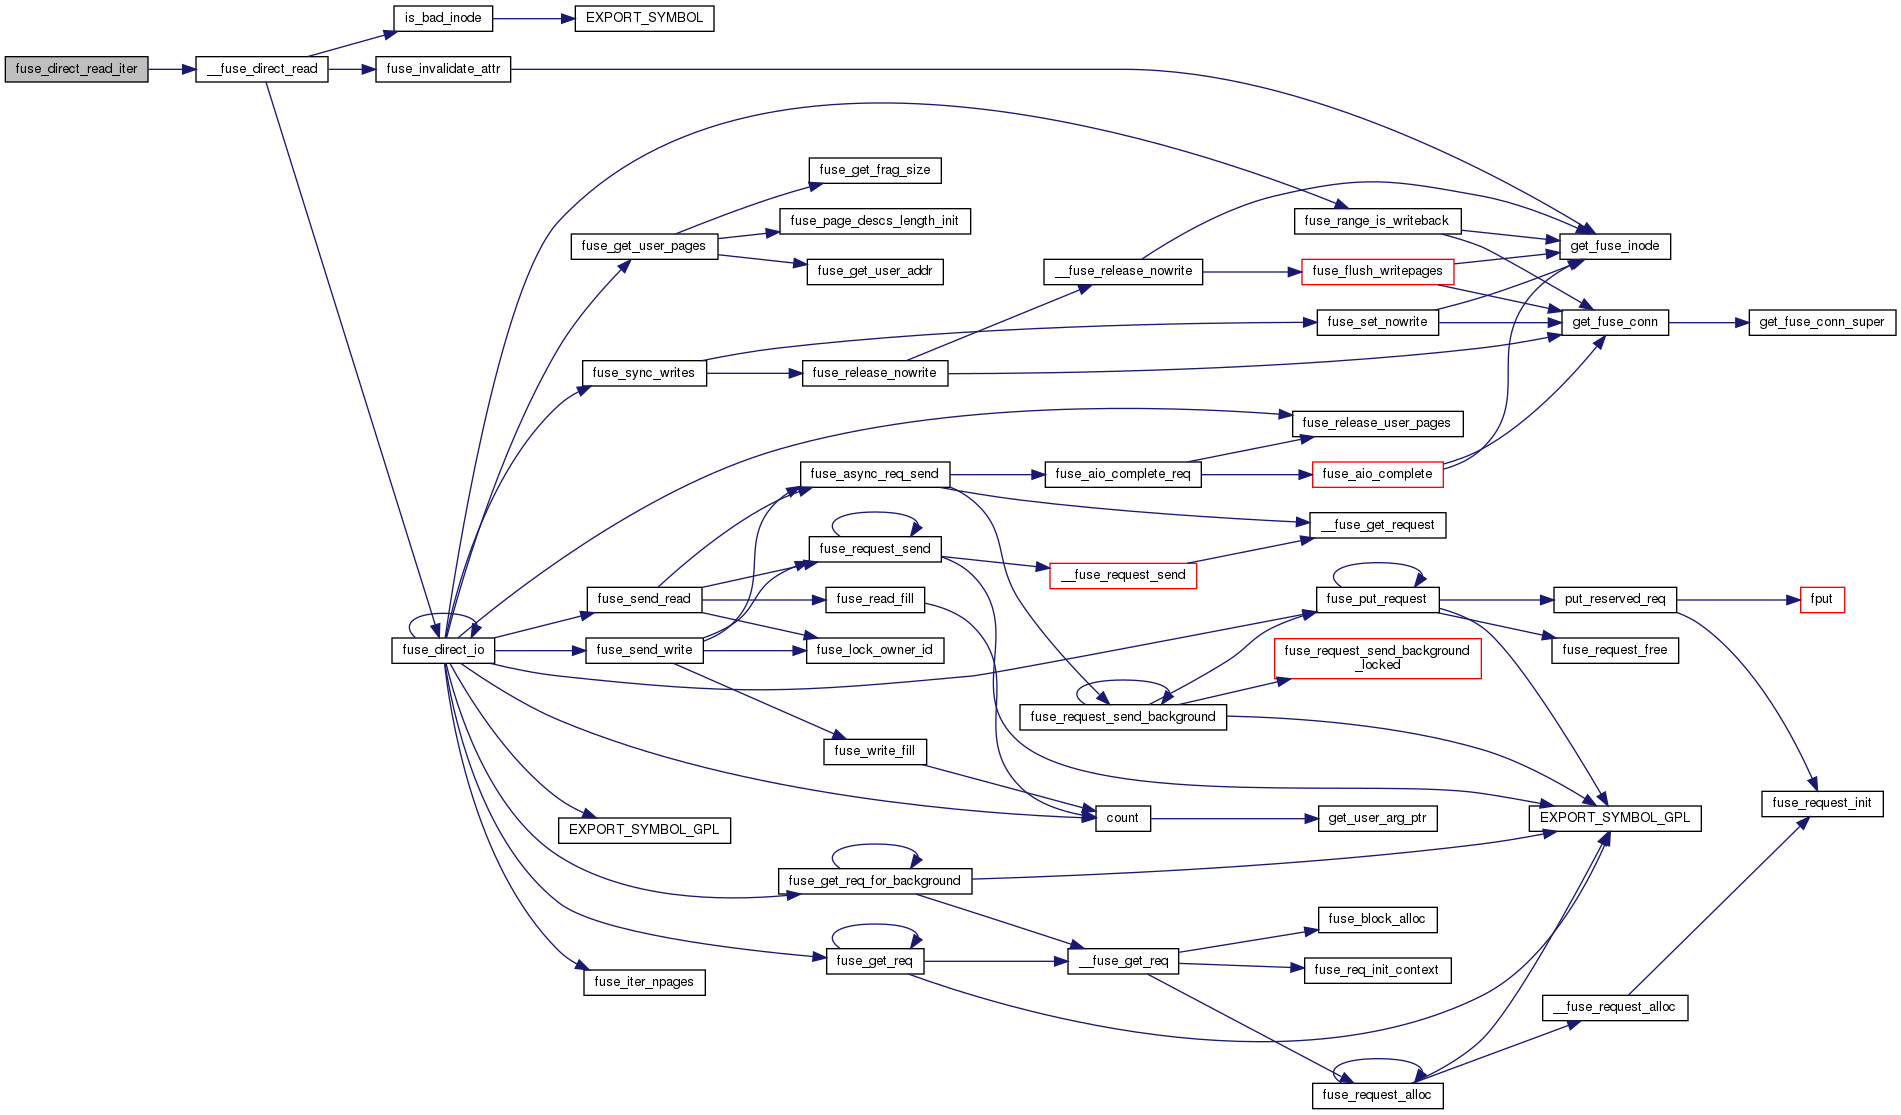 is_bad_inode
EXPORT_SYMBOL
fuse_direct_read_iter
__fuse_direct_read
fuse_invalidate_attr
fuse_get_frag_size
fuse_page_descs_length_init
fuse_range_is_writeback
fuse_get_user_pages
get_fuse_inode
fuse_get_user_addr
__fuse_release_nowrite
fuse_flush_writepages
fuse_set_nowrite
get_fuse_conn
get_fuse_conn_super
fuse_sync_writes
fuse_release_nowrite
fuse_release_user_pages
fuse_async_req_send
fuse_aio_complete_req
fuse_aio_complete
__fuse_get_request
fuse_request_send
__fuse_request_send
fuse_send_read
fuse_read_fill
fuse_put_request
put_reserved_req
fput
fuse_direct_io
fuse_send_write
fuse_lock_owner_id
fuse_request_send_background
_locked
fuse_request_free
fuse_request_send_background
fuse_write_fill
fuse_request_init
EXPORT_SYMBOL_GPL
count
get_user_arg_ptr
EXPORT_SYMBOL_GPL
fuse_get_req_for_background
fuse_block_alloc
fuse_get_req
__fuse_get_req
fuse_req_init_context
fuse_iter_npages
__fuse_request_alloc
fuse_request_alloc